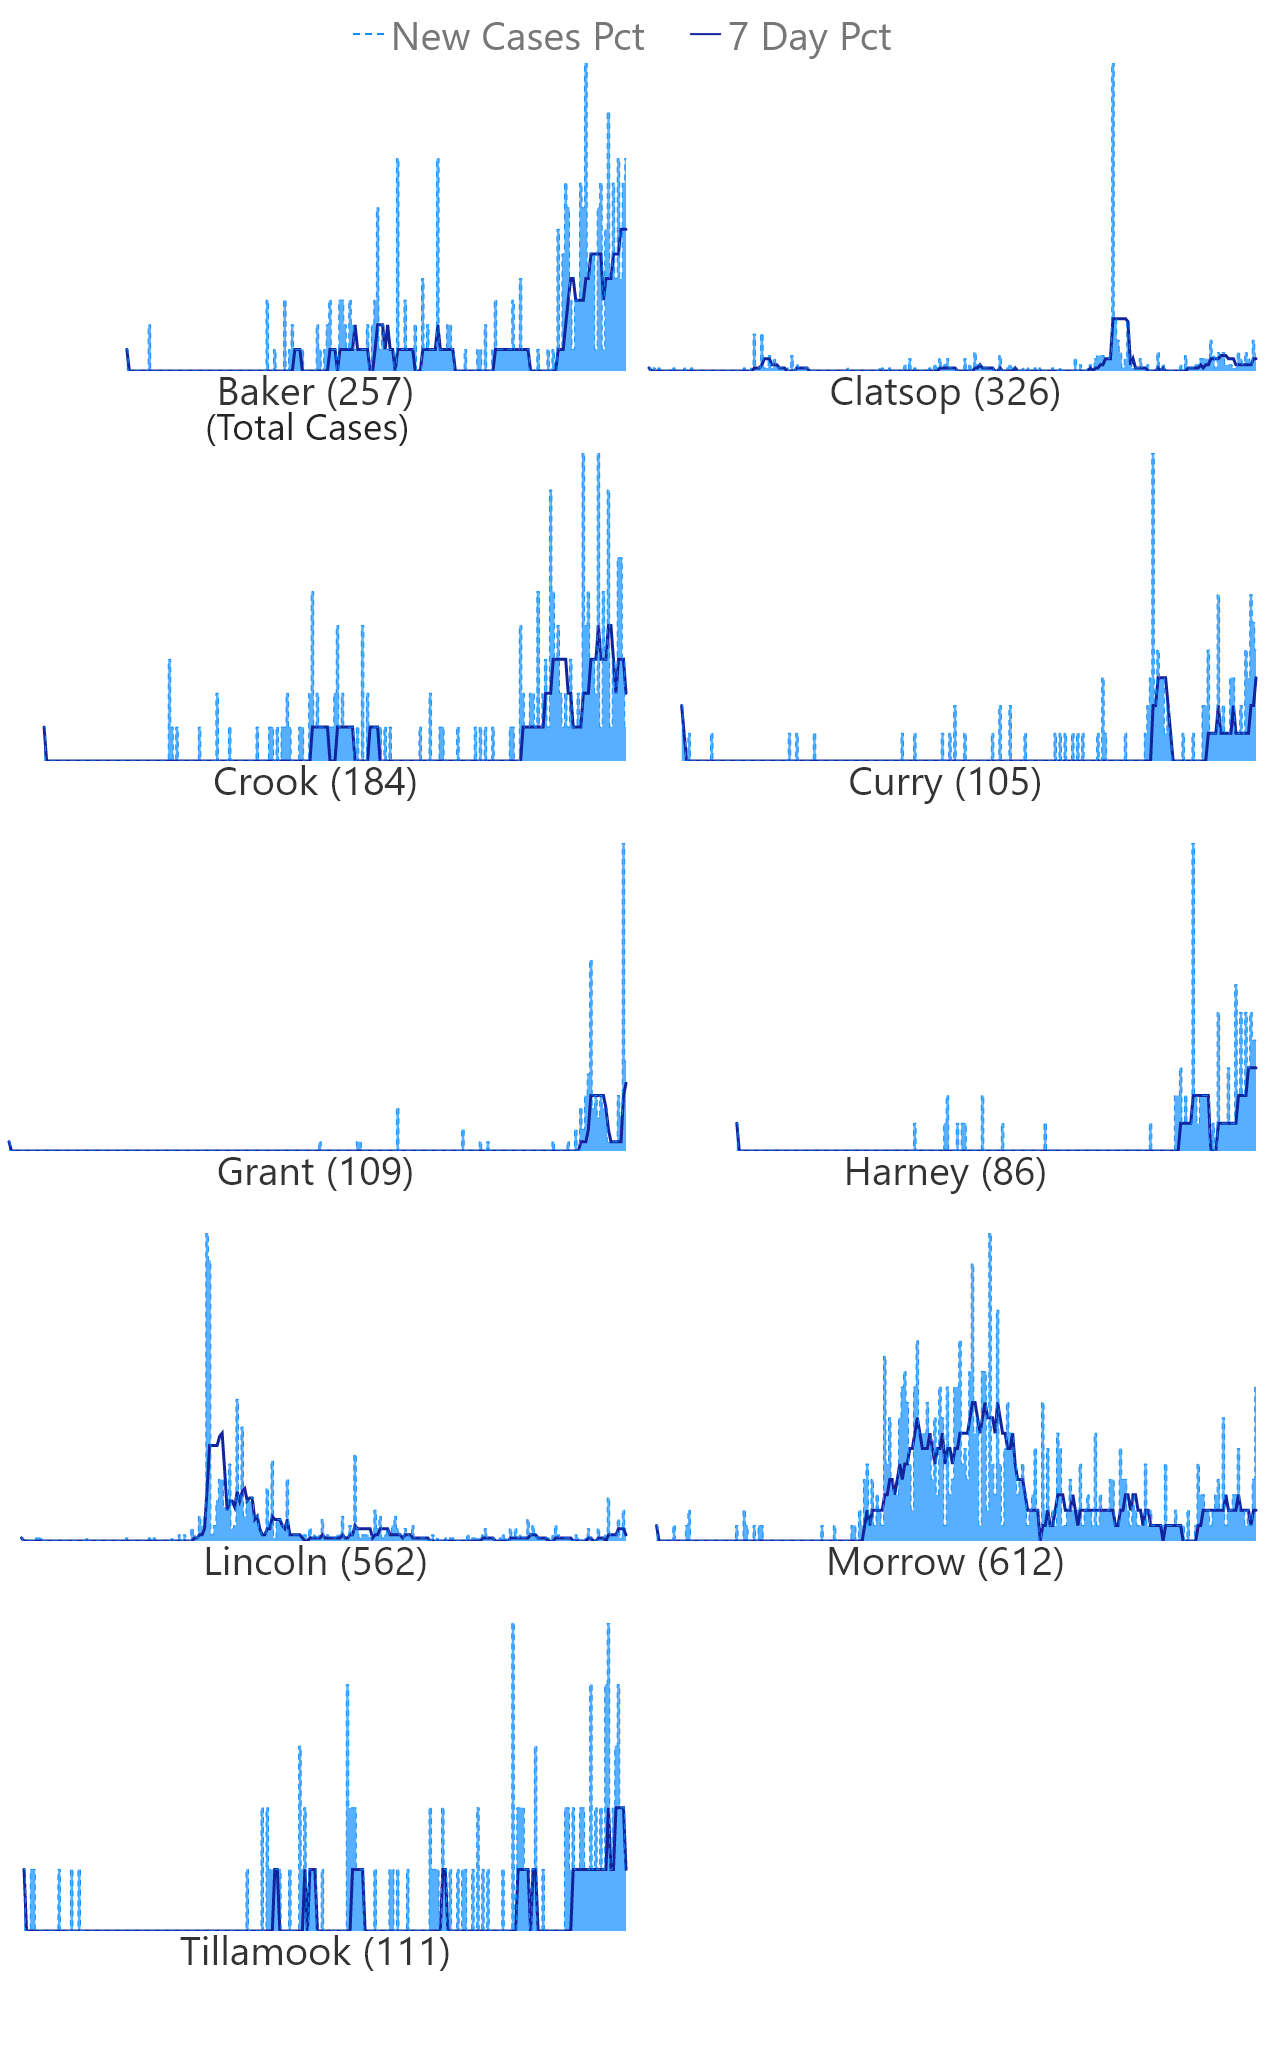 New Cases Pct 7 Day Pct
Baker (257)
(Total Cases)
Clatsop (326)
Crook (184)
Curry (105)
Grant (109)
Harney (86)
Lincoln (562)
Morrow (612)
Tillamook (111)